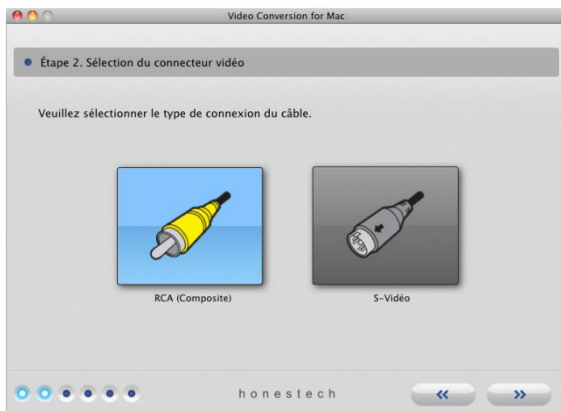 Video Conversion for Mac
Étape 2. Sélection du connecteur vidéo
Veuillez sélectionner le type de connexion du câble.
RCA (Composite)
S-Vidéo
honestech